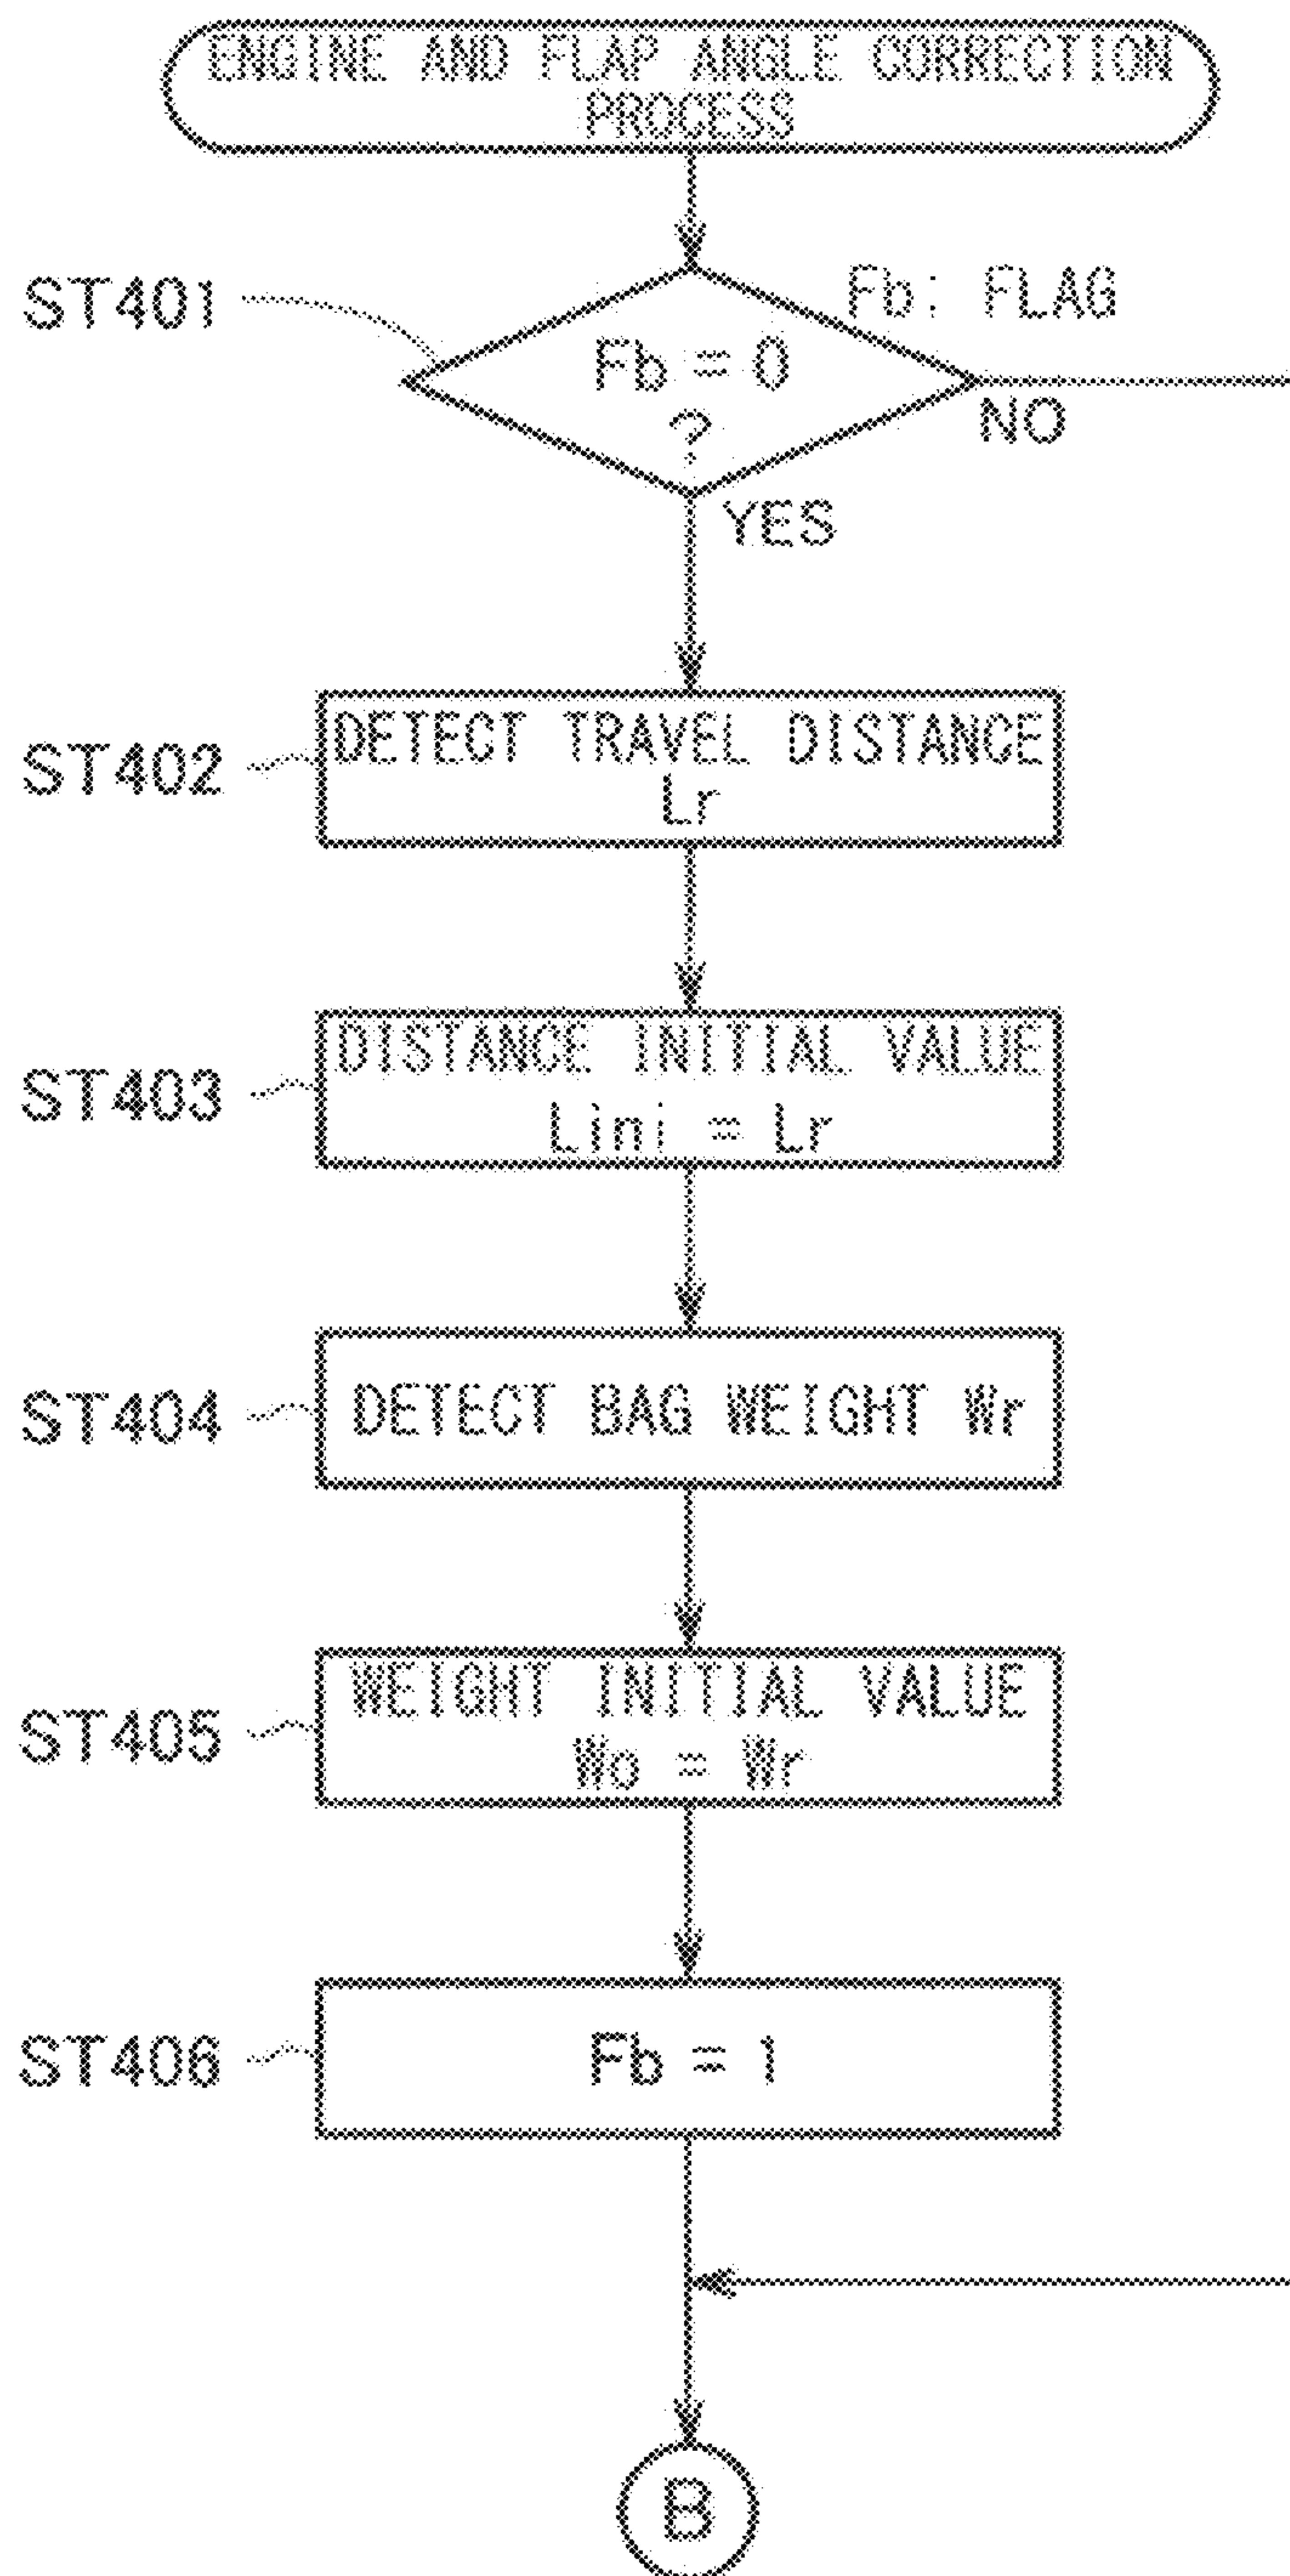 ENGINE AND FLAP ANGLE CORRECTION
PROCESS
ST401
Fb: FLAG
Fb = 0
?
NO
YES
ST402
DETECT TRAVEL DISTANCE
Lr
ST403
DISTANCE INITIAL VALUE
Lini = Lr
ST404
DETECT BAG WEIGHT Wr
ST405
WEIGHT INITIAL VALUE
Wo = Wr
ST406
Fb = 1
B